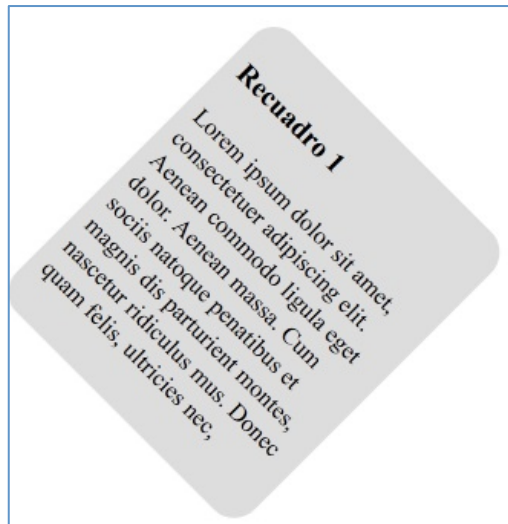 Recuadro 1
Lorem ipsum dolor sit amet,
consectetuer adipiscing elit.
Aenean commodo ligula eget
dolor. Aenean massa. Cum
sociis natoque penatibus et
magnis dis parturient montes,
nascetur ridiculus mus. Donec
quam felis, ultricies nec,